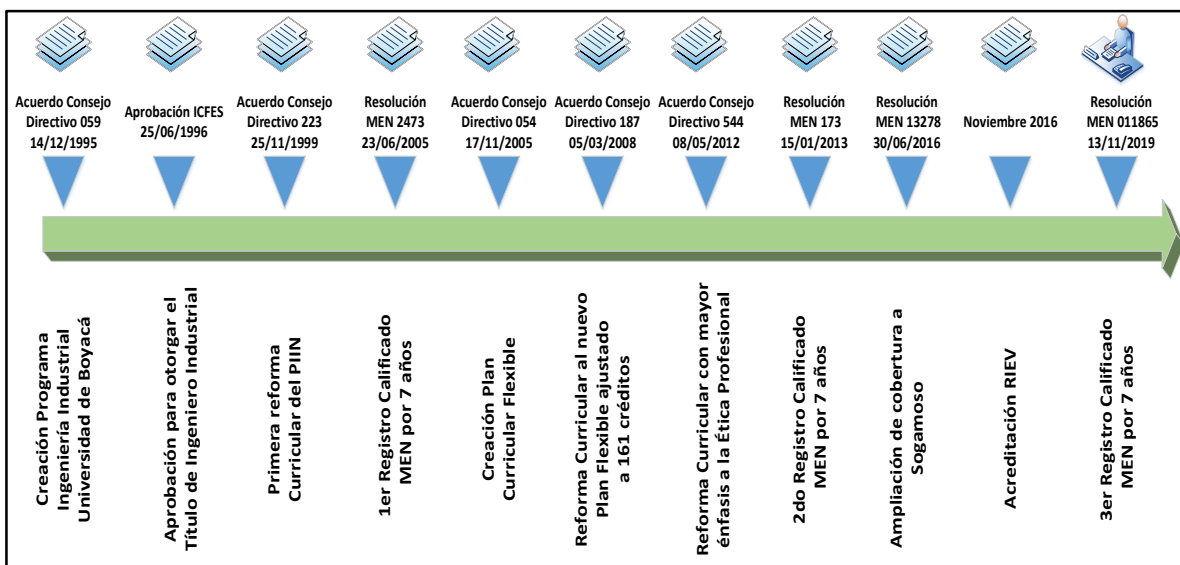 Acuerdo Consejo
Directivo 059
14/12/1995
Aprobación ICFES
25/06/1996
Acuerdo Consejo
Directivo 223
25/11/1999
Resolución
MEN 2473
23/06/2005
Acuerdo Consejo
Directivo 054
17/11/2005
Acuerdo Consejo
Directivo 187
05/03/2008
Acuerdo Consejo
Directivo 544
08/05/2012
Resolución
MEN 173
15/01/2013
Resolución
MEN 13278
30/06/2016
Noviembre 2016
Resolución
MEN 011865
13/11/2019
Creación Programa
Ingeniería Industrial
Universidad de Boyacá
Aprobación para otorgar el
Título de Ingeniero Industrial
Primera reforma
Curricular del PIIN
1er Registro Calificado
MEN por 7 años
Creación Plan
Curricular Flexible
Reforma Curricular al nuevo
Plan Flexible ajustado
a 161 créditos
Reforma Curricular con mayor
énfasis a la Ética Profesional
2do Registro Calificado
MEN por 7 años
Ampliación de cobertura a
Sogamoso
Acreditación RIEV
3er Registro Calificado
MEN por 7 años